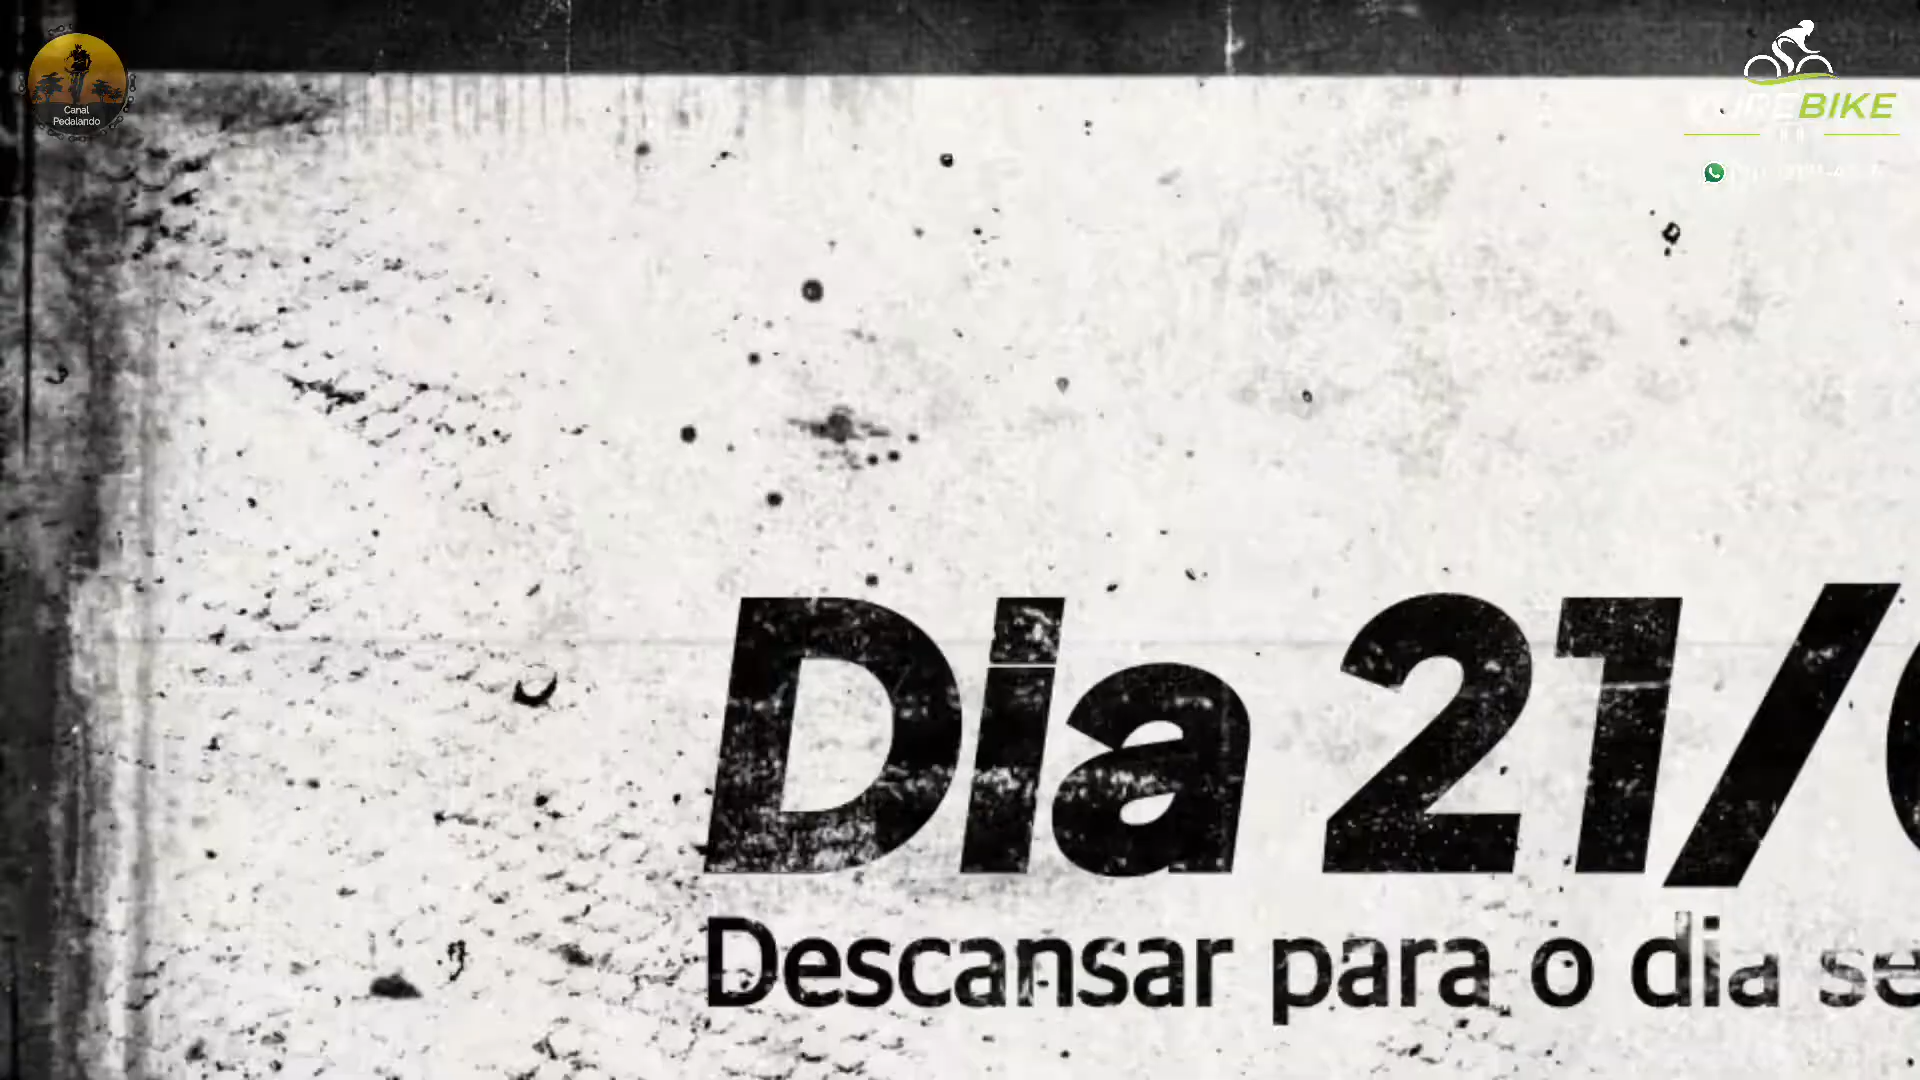 Canal
Pedalando
BIKE
Dia 21/
Descansar para o dia se